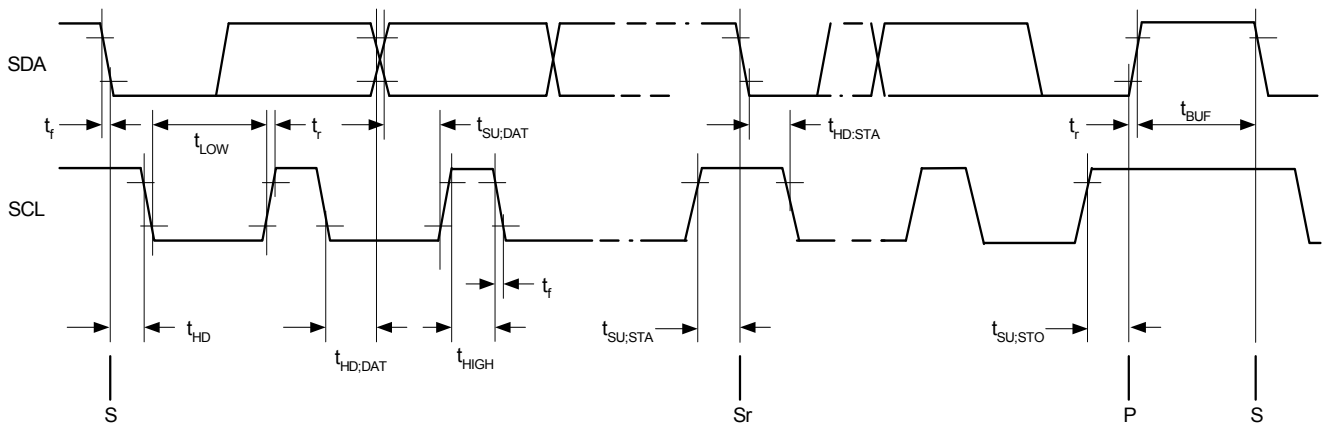 SDA
t_f
t_LOW
t_r
t_SU;DAT
t_HD:STA
t_r
t_BUF
SCL
t_f
t_HD
t_HD;DAT
t_HIGH
t_SU;STA
t_SU;STO
S
Sr
P
S